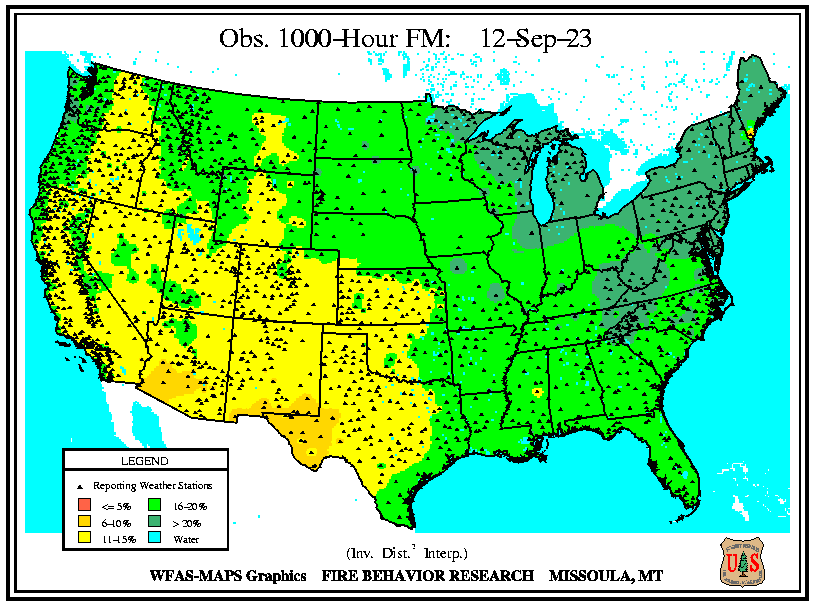 Obs. 1000-Hour FM: 12-Sep-23
LEGEND
Reporting Weather Stations
<= 5%
16-20%
6-10%
> 20%
11-15%
Water
(Inv. Dist.² Interp.)
WFAS-MAPS Graphics FIRE BEHAVIOR RESEARCH MISSOULA, MT
U S